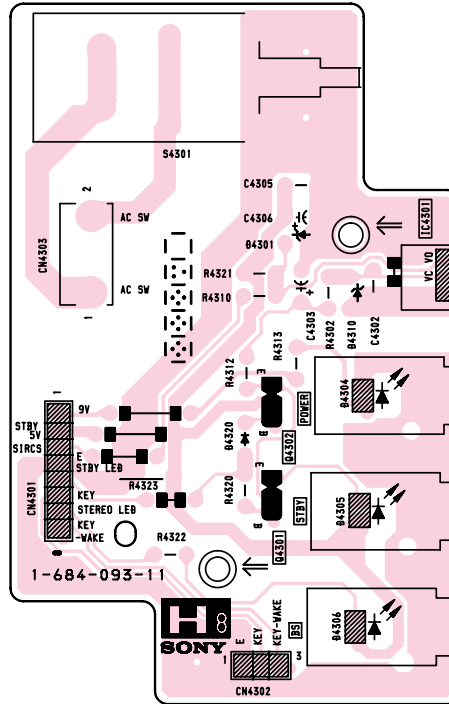 S4301
C4305
2
AC SW
C4306
IC4301
D4301
CN4303
VC VO
R4321
AC SW
R4310
1
C4303
R4302
D4310
C4302
R4313
R4312
E
1
9V
POWER
D4304
STBY
5V
D4320
B
Q4302
SIRCS
E
STBY LED
E
R4323
KEY
R4320
STBY
D4305
CN4301
STEREO LED
KEY
-WAKE
B
R4322
Q4301
8
1-684-093-11
H8
SONY
E
KEY
KEY-WAKE
BS
D4306
1
3
CN4302